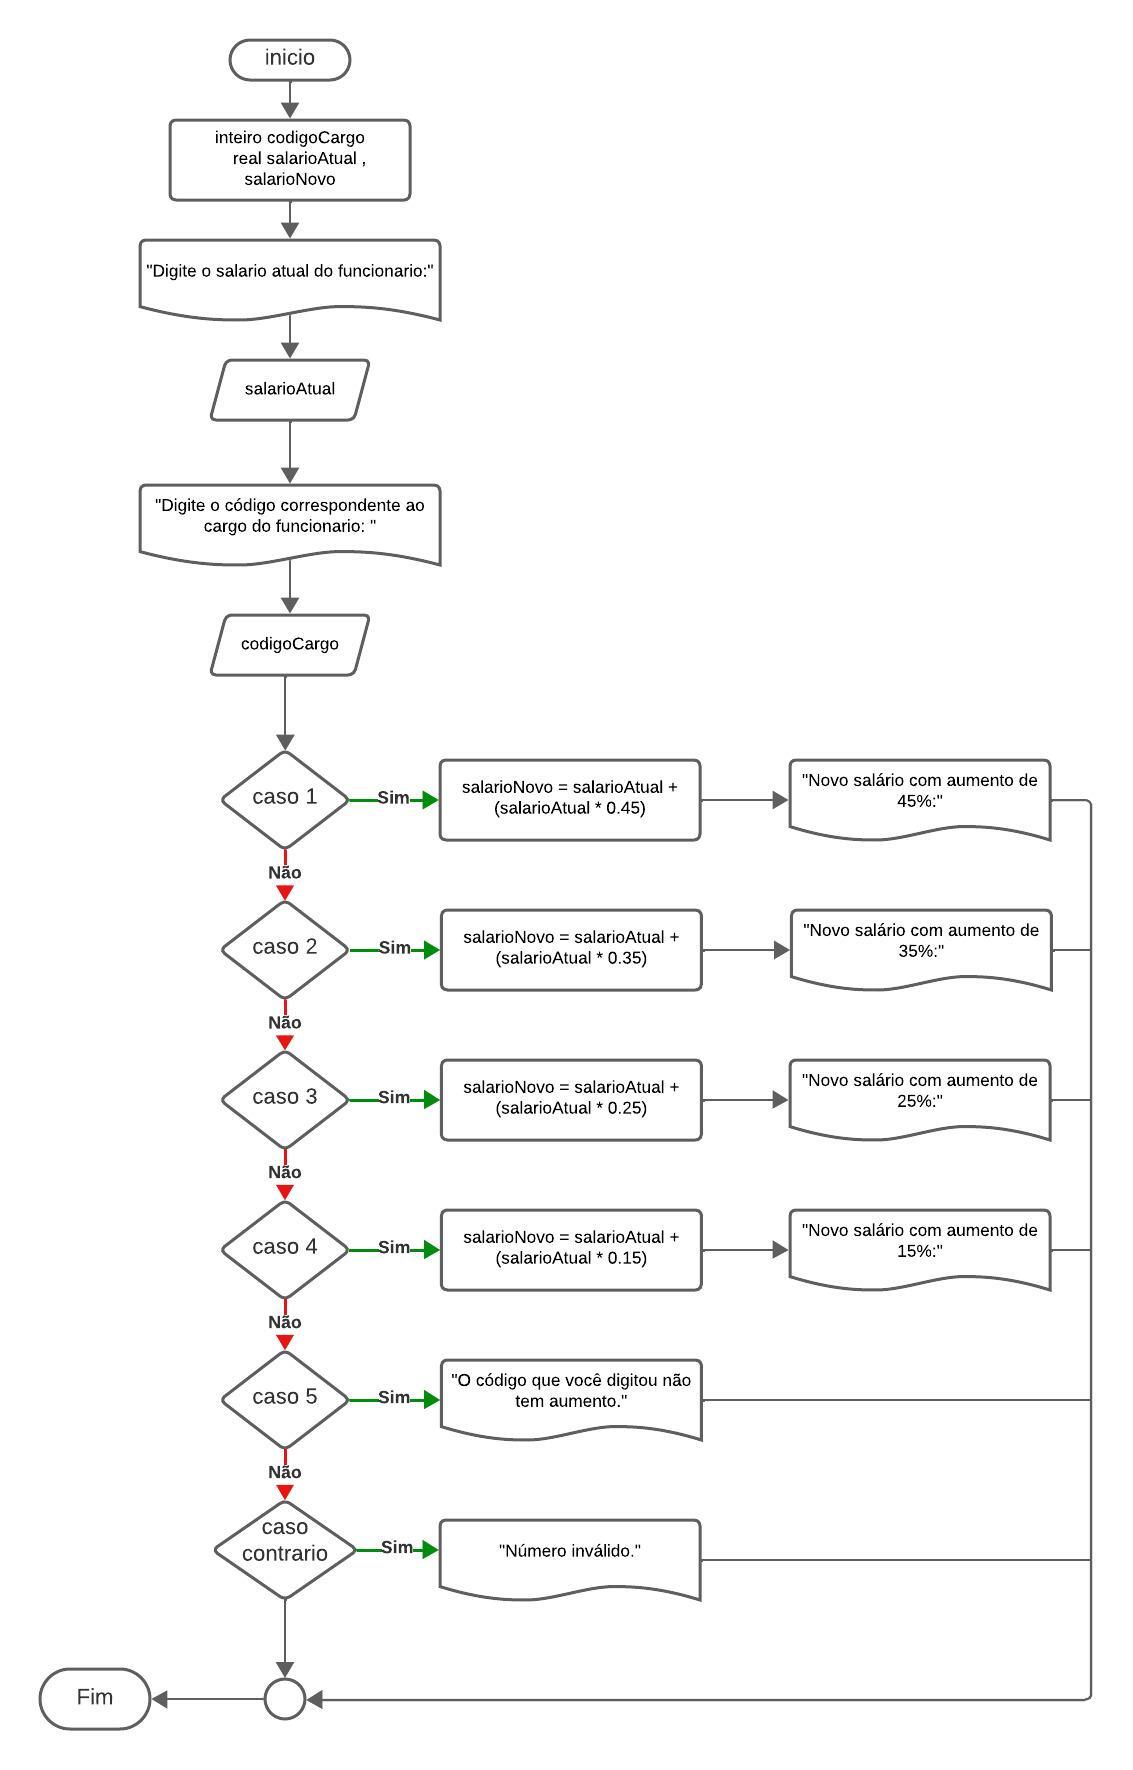 inicio
inteiro codigoCargo
real salarioAtual ,
salarioNovo
"Digite o salario atual do funcionario:"
salarioAtual
"Digite o código correspondente ao
cargo do funcionario: "
codigoCargo
caso 1
Sim
salarioNovo = salarioAtual +
(salarioAtual * 0.45)
"Novo salário com aumento de
45%:"
Não
caso 2
Sim
salarioNovo = salarioAtual +
(salarioAtual * 0.35)
"Novo salário com aumento de
35%:"
Não
caso 3
Sim
salarioNovo = salarioAtual +
(salarioAtual * 0.25)
"Novo salário com aumento de
25%:"
Não
caso 4
Sim
salarioNovo = salarioAtual +
(salarioAtual * 0.15)
"Novo salário com aumento de
15%:"
Não
caso 5
Sim
"O código que você digitou não
tem aumento."
Não
caso
contrario
Sim
"Número inválido."
Fim